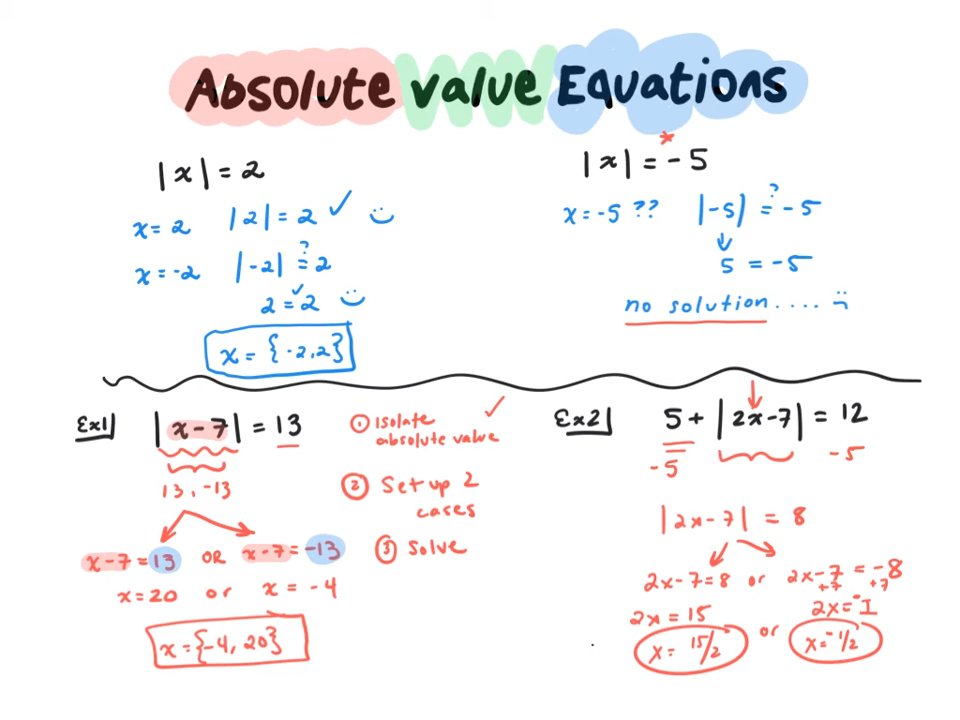 Absolute value Equations
|x| = 2
x = 2 |2| = 2 ✓ :)
x = -2 |-2| ≟ 2
2 = 2 ✓ :)
x = {-2,2}
|x| = -5 *
x = -5 ?? |-5| ≟ -5
↓
5 = -5
no solution.... :(
Ex1| |x-7| = 13
13, -13
x-7 = 13 OR x-7 = -13
x = 20 or x = -4
x = {-4, 20}
① Isolate absolute value ✓
② Set up 2 cases
③ Solve
Ex2| 5 + |2x-7| = 12
-5 -5
|2x-7| = 8
2x-7 = 8 or 2x-7 = -8
+7 +7
2x = 15 2x = -1
x = 15/2 or x = -1/2